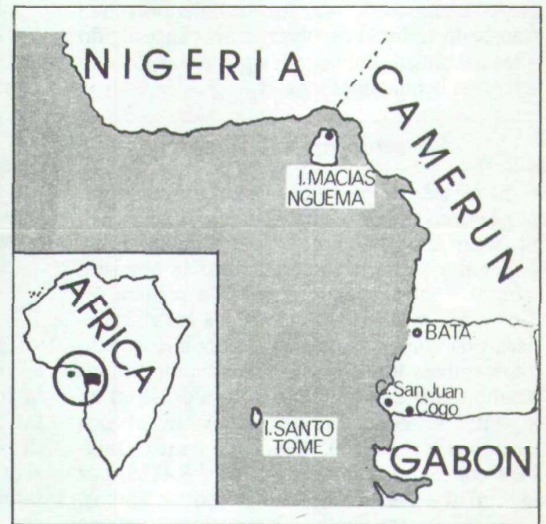 NIGERIA
CAMERUN
I. MACIAS
NGUEMA
AFRICA
BATA
C. San Juan
Cogo
I. SANTO
TOME
GABON